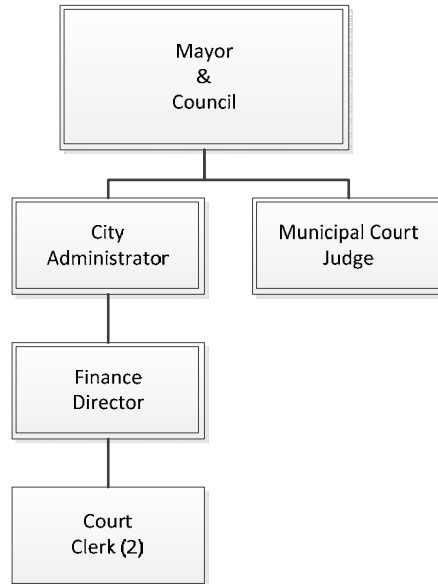 Mayor
&
Council
City
Administrator
Municipal Court
Judge
Finance
Director
Court
Clerk (2)